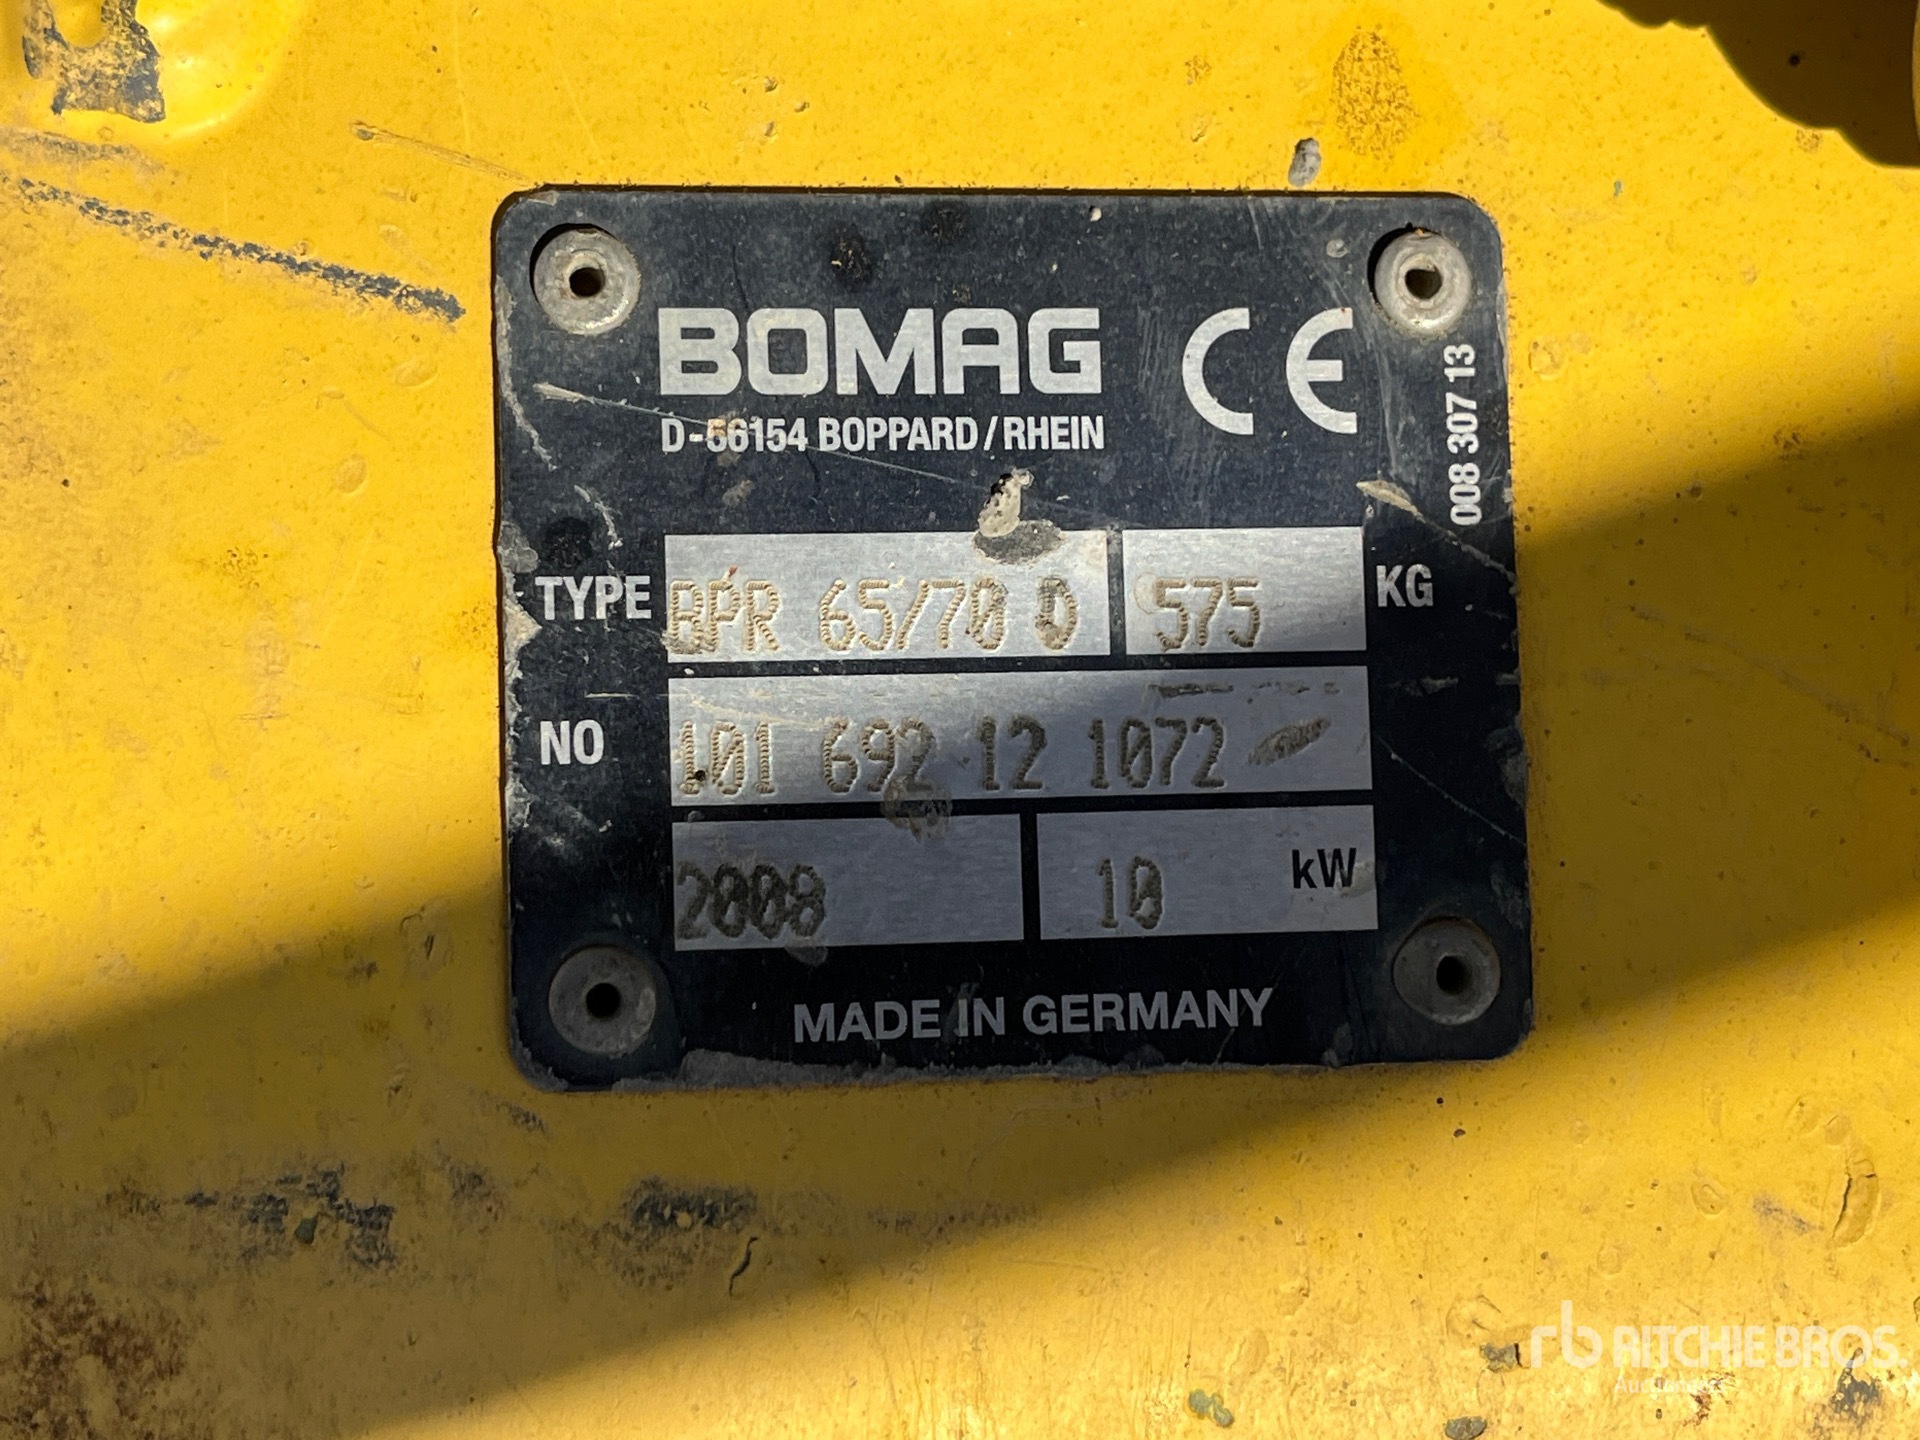 BOMAG CE
D-56154 BOPPARD/RHEIN
008 307 13
TYPE BPR 65/70 D 575 KG
NO 101 692 12 1072
2008 10 kW
MADE IN GERMANY
rb RITCHIE BROS.
Auctioneers